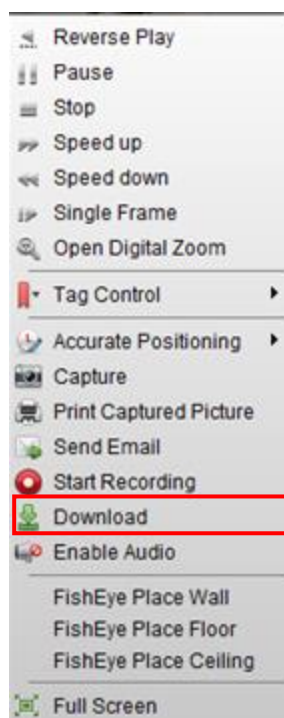 Reverse Play
Pause
Stop
Speed up
Speed down
Single Frame
Open Digital Zoom
Tag Control
Accurate Positioning
Capture
Print Captured Picture
Send Email
Start Recording
Download
Enable Audio
FishEye Place Wall
FishEye Place Floor
FishEye Place Ceiling
Full Screen